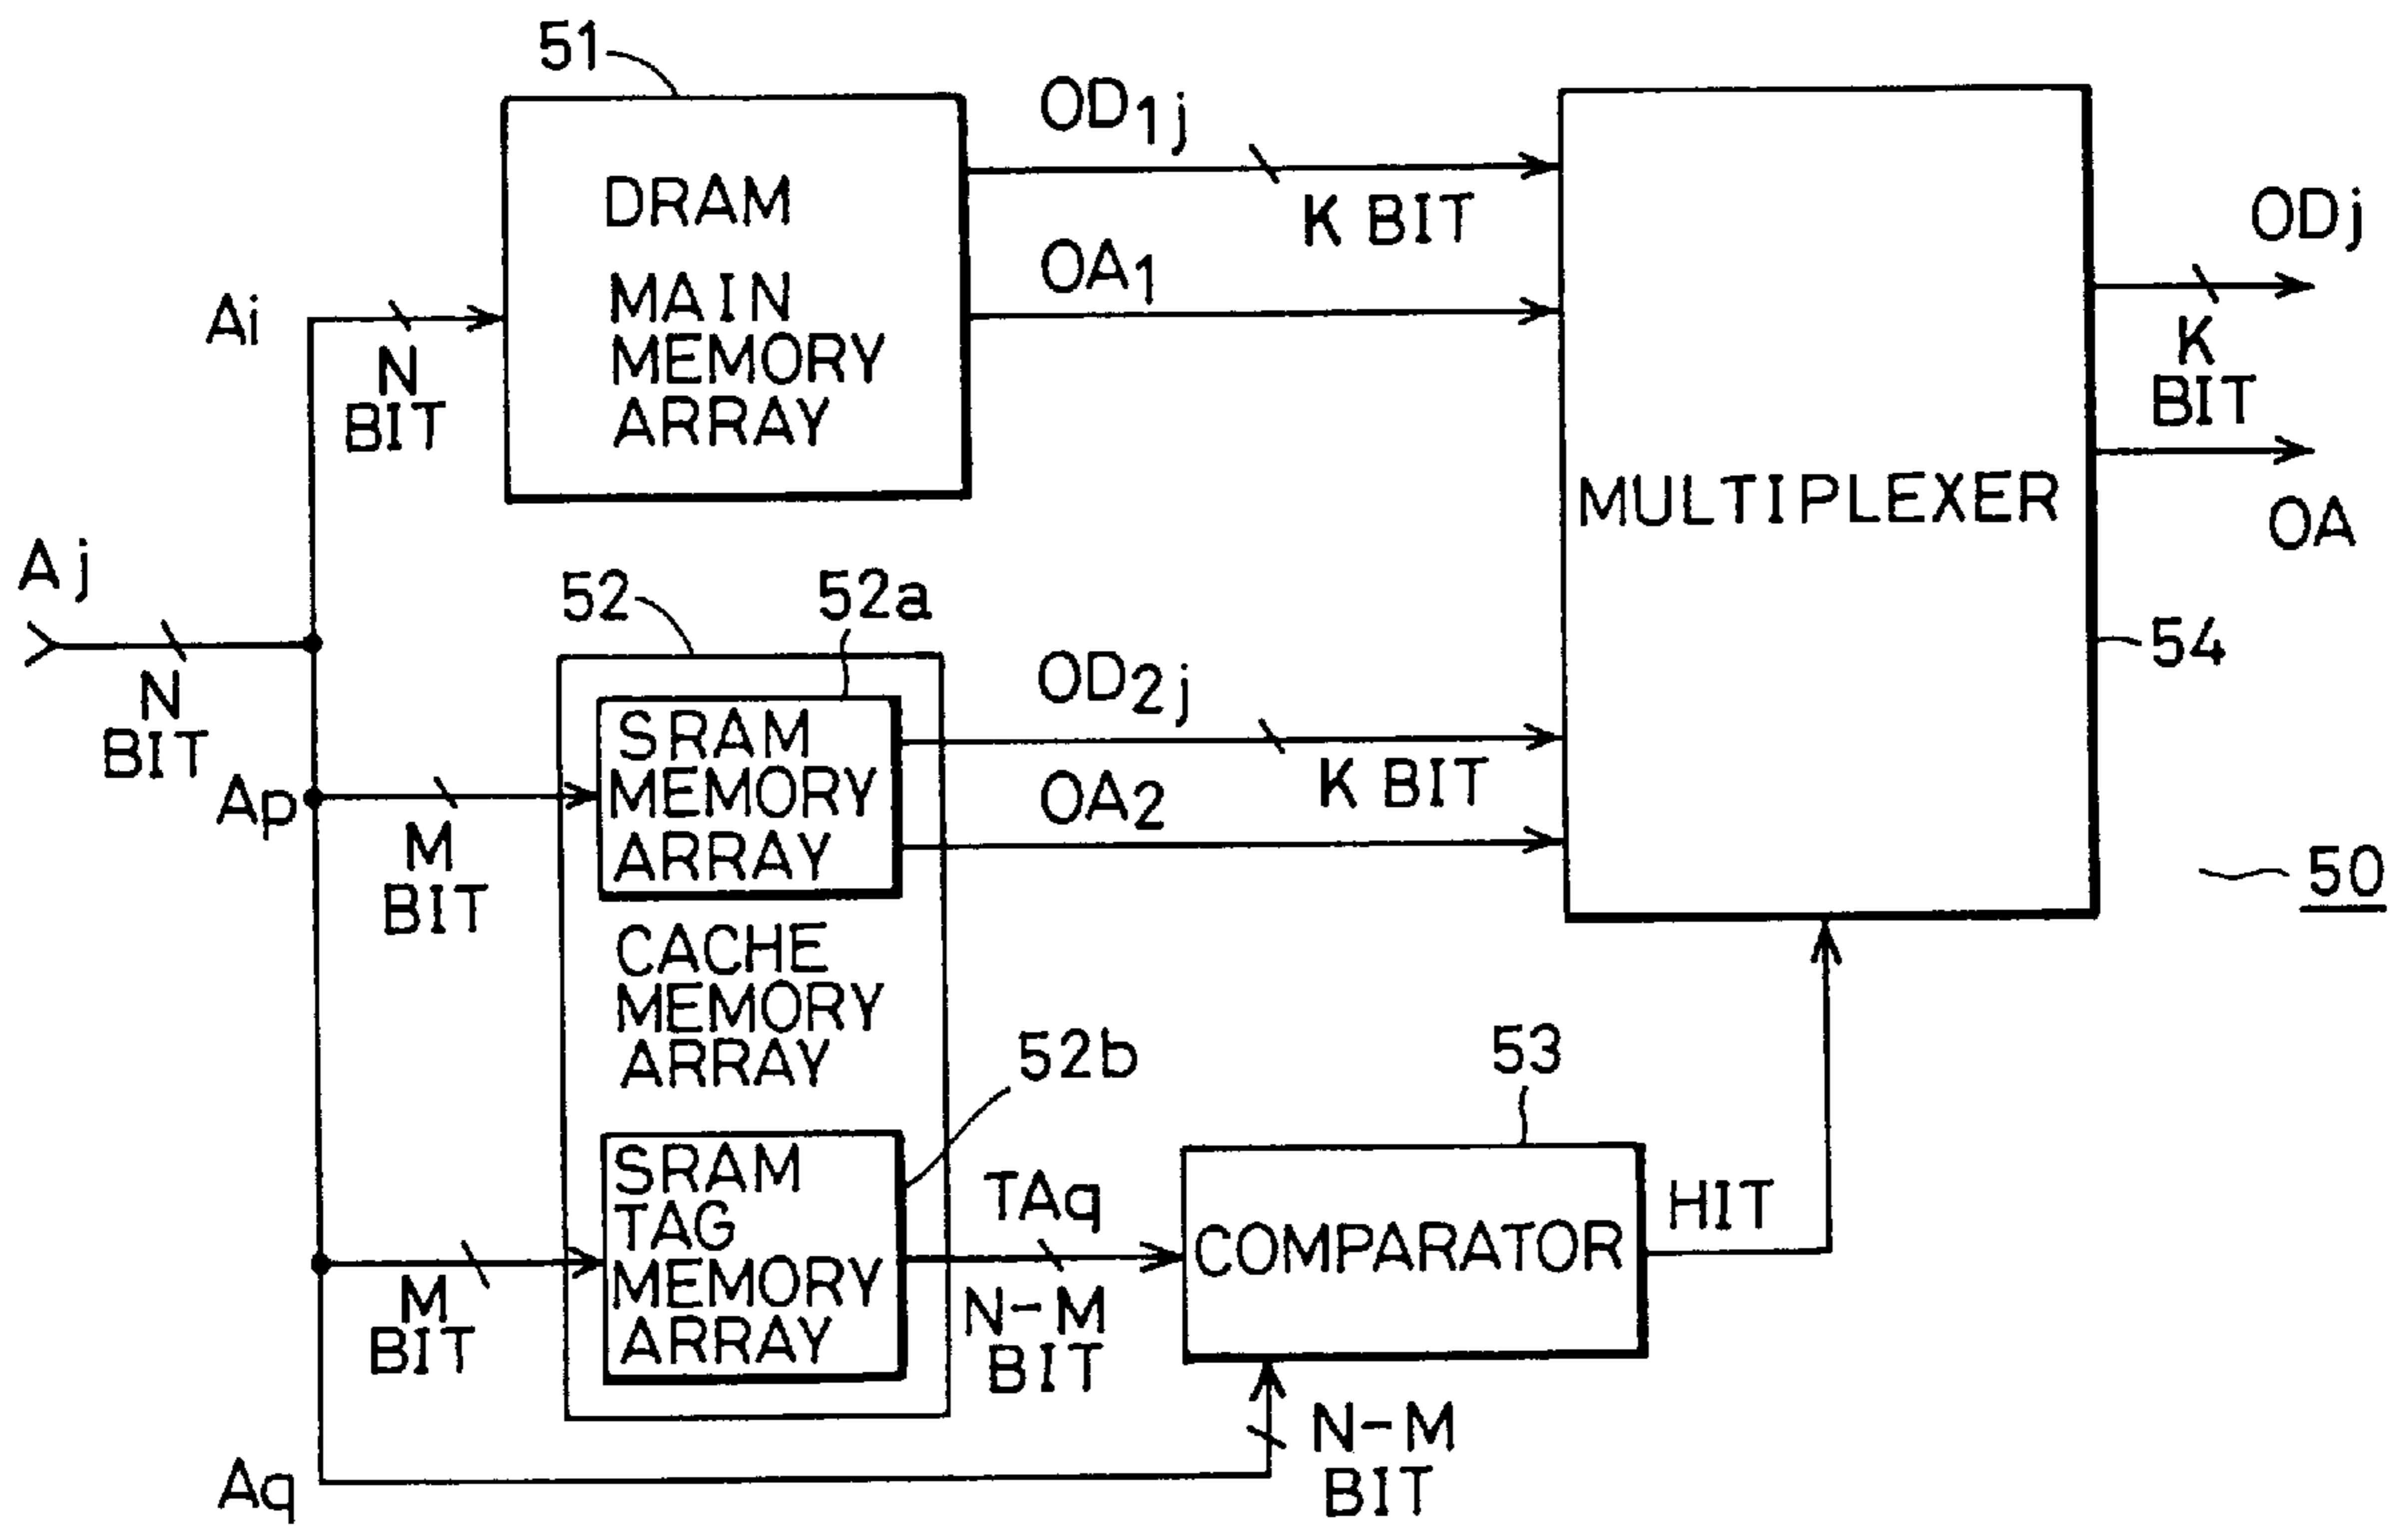 51
DRAM
MAIN
MEMORY
ARRAY
OD1j
K BIT
OA1
Ai
N
BIT
MULTIPLEXER
ODj
K
BIT
OA
54
50
Aj
N
BIT
52
52a
SRAM
MEMORY
ARRAY
OD2j
K BIT
OA2
Ap
M
BIT
CACHE
MEMORY
ARRAY
52b
SRAM
TAG
MEMORY
ARRAY
M
BIT
TAq
N-M
BIT
53
COMPARATOR
HIT
N-M
BIT
Aq